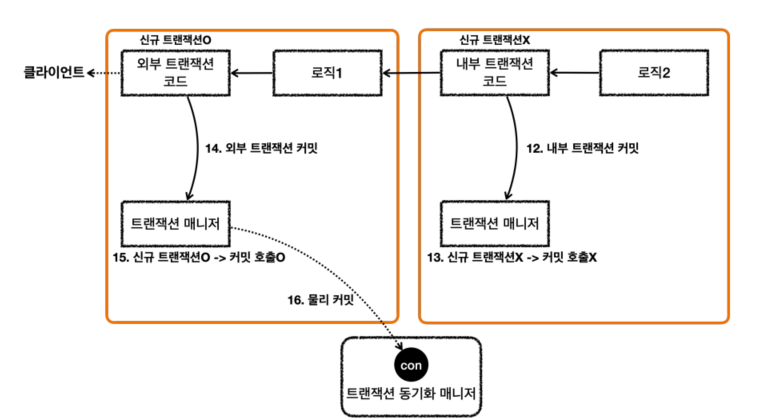 신규 트랜잭션O
신규 트랜잭션X
클라이언트
외부 트랜잭션
코드
로직1
내부 트랜잭션
코드
로직2
14. 외부 트랜잭션 커밋
12. 내부 트랜잭션 커밋
트랜잭션 매니저
트랜잭션 매니저
15. 신규 트랜잭션O -> 커밋 호출O
13. 신규 트랜잭션X -> 커밋 호출X
16. 물리 커밋
con
트랜잭션 동기화 매니저